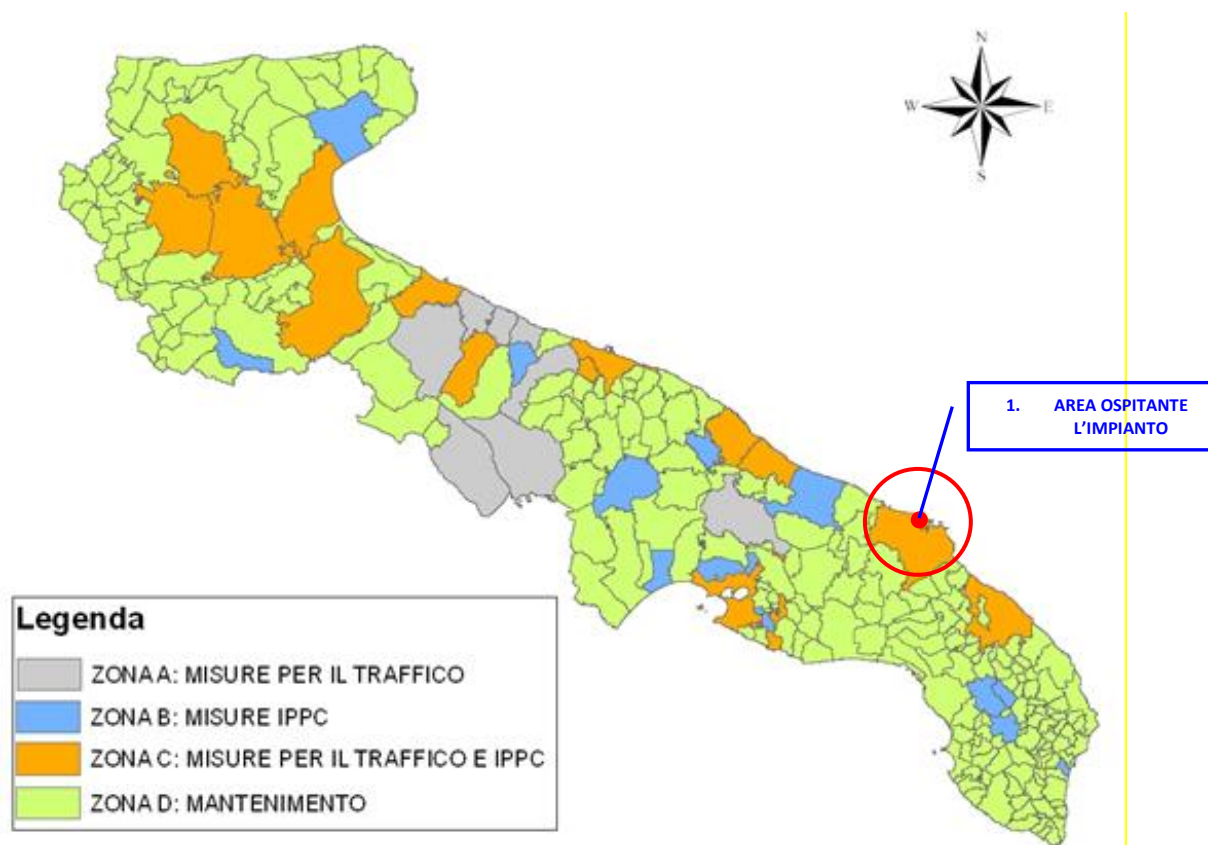 N
W E
S
1. AREA OSPITANTE
L'IMPIANTO
Legenda
ZONA A: MISURE PER IL TRAFFICO
ZONA B: MISURE IPPC
ZONA C: MISURE PER IL TRAFFICO E IPPC
ZONA D: MANTENIMENTO